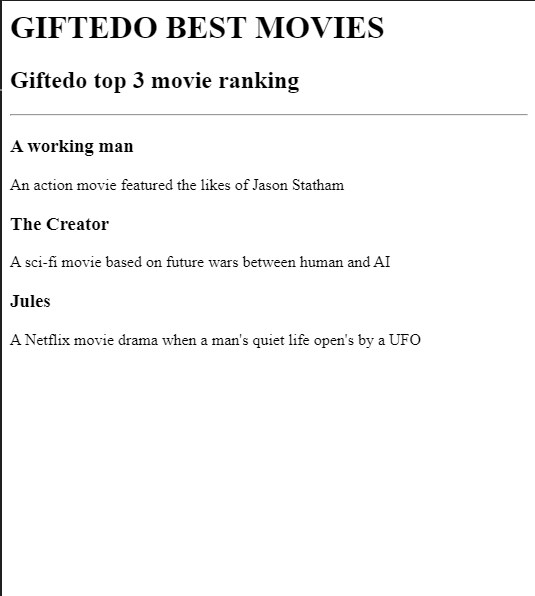 GIFTEDO BEST MOVIES
Giftedo top 3 movie ranking
A working man
An action movie featured the likes of Jason Statham
The Creator
A sci-fi movie based on future wars between human and AI
Jules
A Netflix movie drama when a man's quiet life open's by a UFO